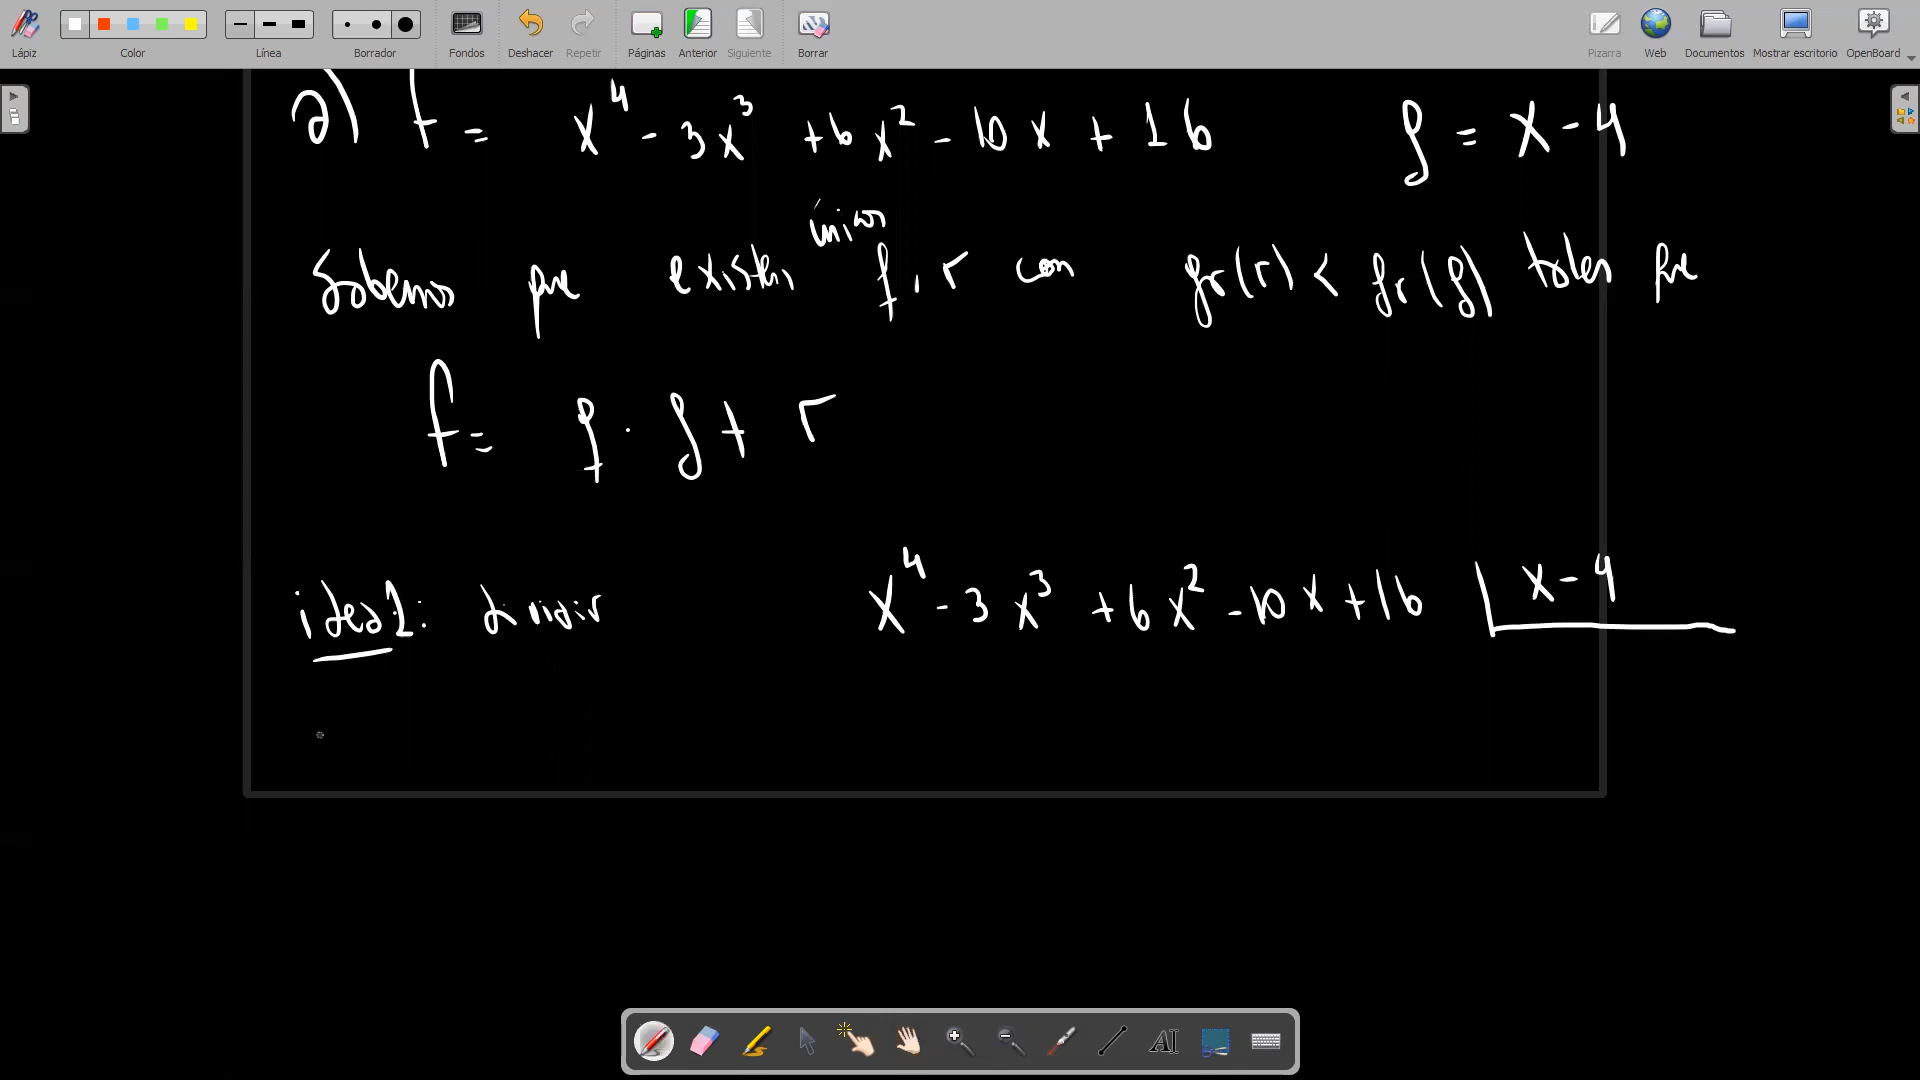 Lápiz Color Línea Borrador Fondos Deshacer Repetir Páginas Anterior Siguiente Borrar Pizarra Web Documentos Mostrar escritorio OpenBoard
a) f = x⁴ - 3x³ + 6x² - 10x + 16 g = x - 4
únicos
Sabemos que existen q, r con gr(r) < gr(g) tales que
f = q · g + r
idea 1: dividir x⁴ - 3x³ + 6x² - 10x + 16 | x - 4
AI